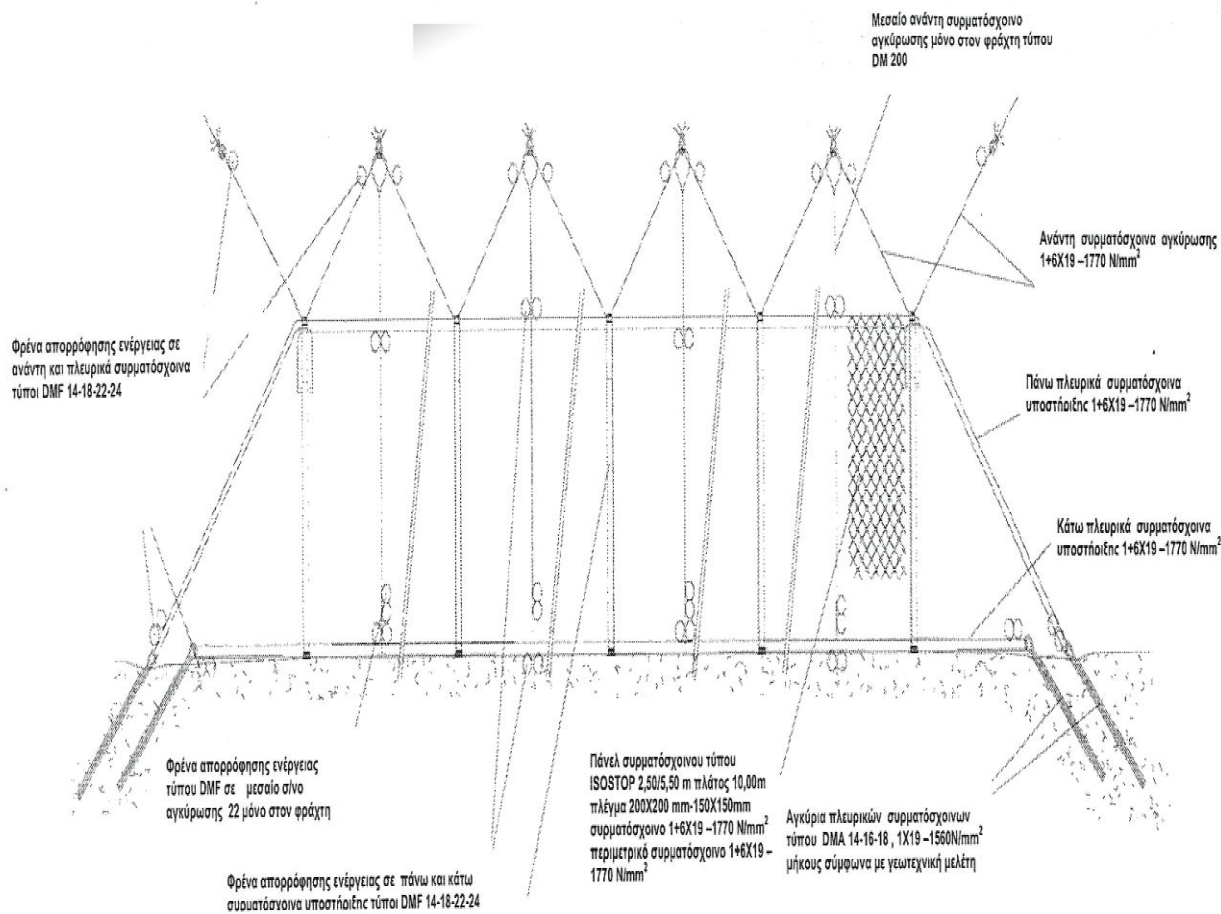 Μεσαίο ανάντη συρματόσχοινο
αγκύρωσης μόνο στον φράχτη τύπου
DM 200
Ανάντη συρματόσχοινα αγκύρωσης
1+6X19 –1770 N/mm²
Φρένα απορρόφησης ενέργειας σε
ανάντη και πλευρικά συρματόσχοινα
τύποι DMF 14-18-22-24
Πάνω πλευρικά συρματόσχοινα
υποστήριξης 1+6X19 –1770 N/mm²
Κάτω πλευρικά συρματόσχοινα
υποστήριξης 1+6X19 –1770 N/mm²
Φρένα απορρόφησης ενέργειας
τύπου DMF σε μεσαίο σ/νο
αγκύρωσης 22 μόνο στον φράχτη
Πάνελ συρματόσχοινου τύπου
ISOSTOP 2,50/5,50 m πλάτος 10,00m
πλέγμα 200X200 mm-150X150mm
συρματόσχοινο 1+6X19 –1770 N/mm²
περιμετρικό συρματόσχοινο 1+6X19 –
1770 N/mm²
Αγκύρια πλευρικών συρματόσχοινων
τύπου DMA 14-16-18 , 1X19 –1560N/mm²
μήκους σύμφωνα με γεωτεχνική μελέτη
Φρένα απορρόφησης ενέργειας σε πάνω και κάτω
συρματόσχοινα υποστήριξης τύποι DMF 14-18-22-24